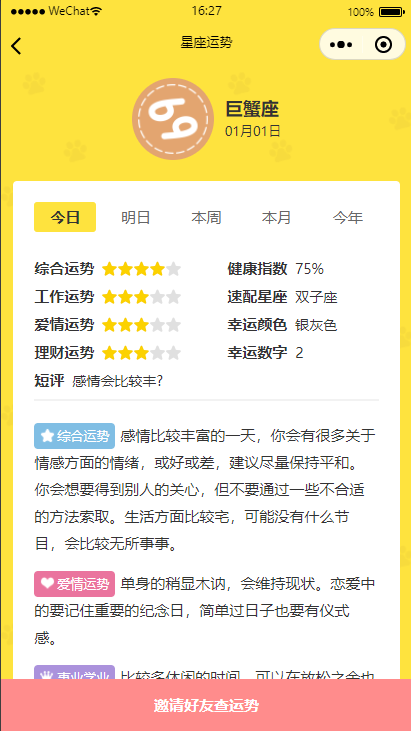 WeChat 16:27 100%
星座运势
巨蟹座
01月01日
今日 明日 本周 本月 今年
综合运势 健康指数 75%
工作运势 速配星座 双子座
爱情运势 幸运颜色 银灰色
理财运势 幸运数字 2
短评 感情会比较丰?
综合运势 感情比较丰富的一天，你会有很多关于
情感方面的情绪，或好或差，建议尽量保持平和。
你会想要得到别人的关心，但不要通过一些不合适
的方法索取。生活方面比较宅，可能没有什么节
目，会比较无所事事。
爱情运势 单身的稍显木讷，会维持现状。恋爱中
的要记住重要的纪念日，简单过日子也要有仪式
感。
事业学业 比较多休闲的时间，可以在放松之余也
邀请好友查运势